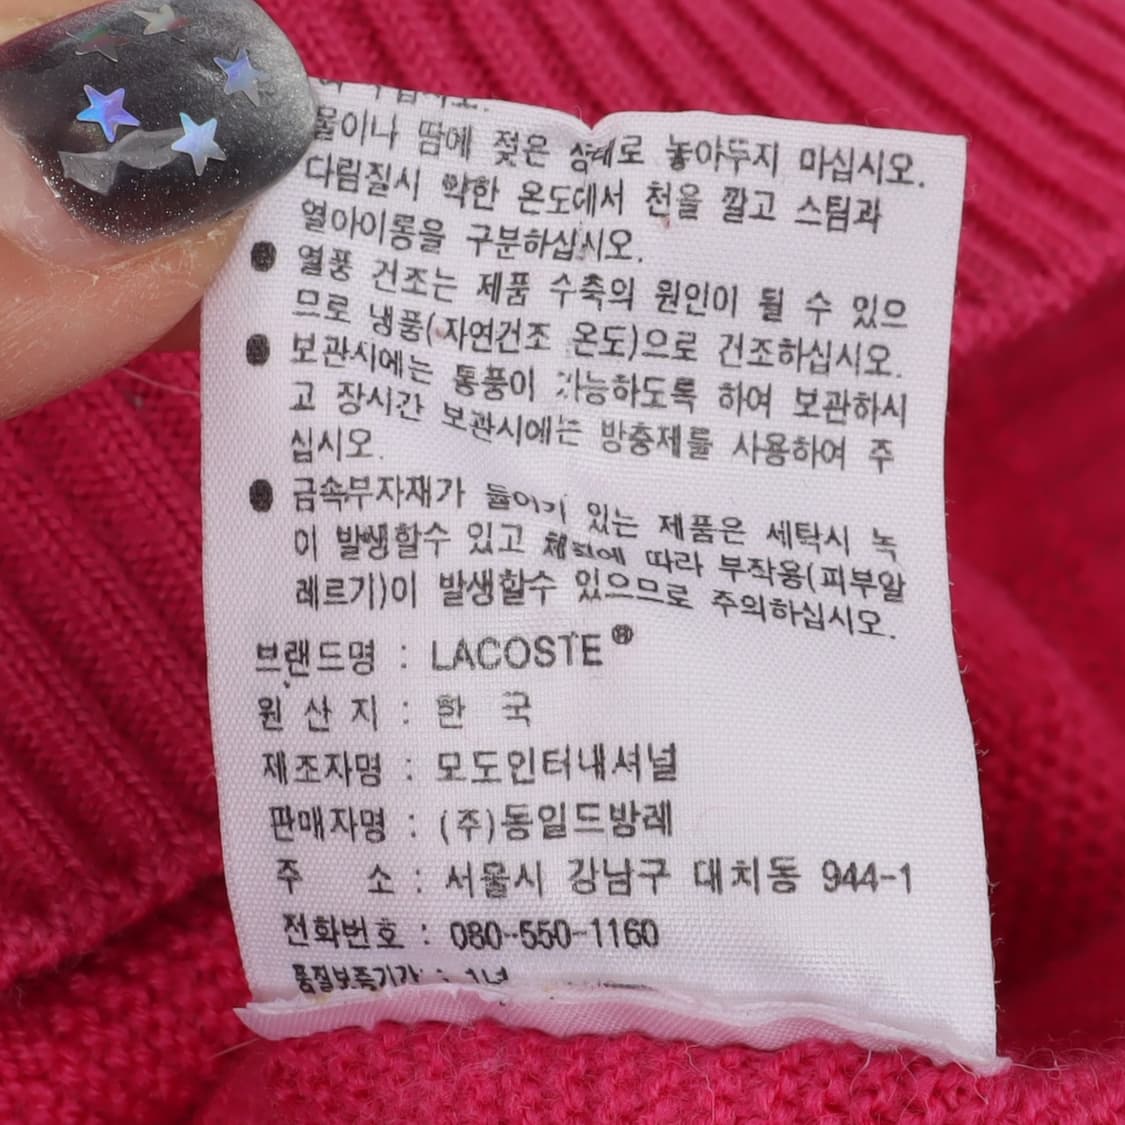 물이나 땀에 젖은 상태로 놓아두지 마십시오.
다림질시 약한 온도에서 천을 깔고 스팀과
열아이롱을 구분하십시오.
● 열풍 건조는 제품 수축의 원인이 될 수 있으
므로 냉풍(자연건조 온도)으로 건조하십시오.
● 보관시에는 통풍이 가능하도록 하여 보관하시
고 장시간 보관시에는 방충제를 사용하여 주
십시오.
● 금속부자재가 들어가 있는 제품은 세탁시 녹
이 발생할수 있고 체질에 따라 부작용(피부알
레르기)이 발생할수 있으므로 주의하십시오.
브랜드명 : LACOSTE®
원 산 지 : 한 국
제조자명 : 모도인터내셔널
판매자명 : (주)동일드방레
주 소 : 서울시 강남구 대치동 944-1
전화번호 : 080-550-1160
품질보증기간 : 1년